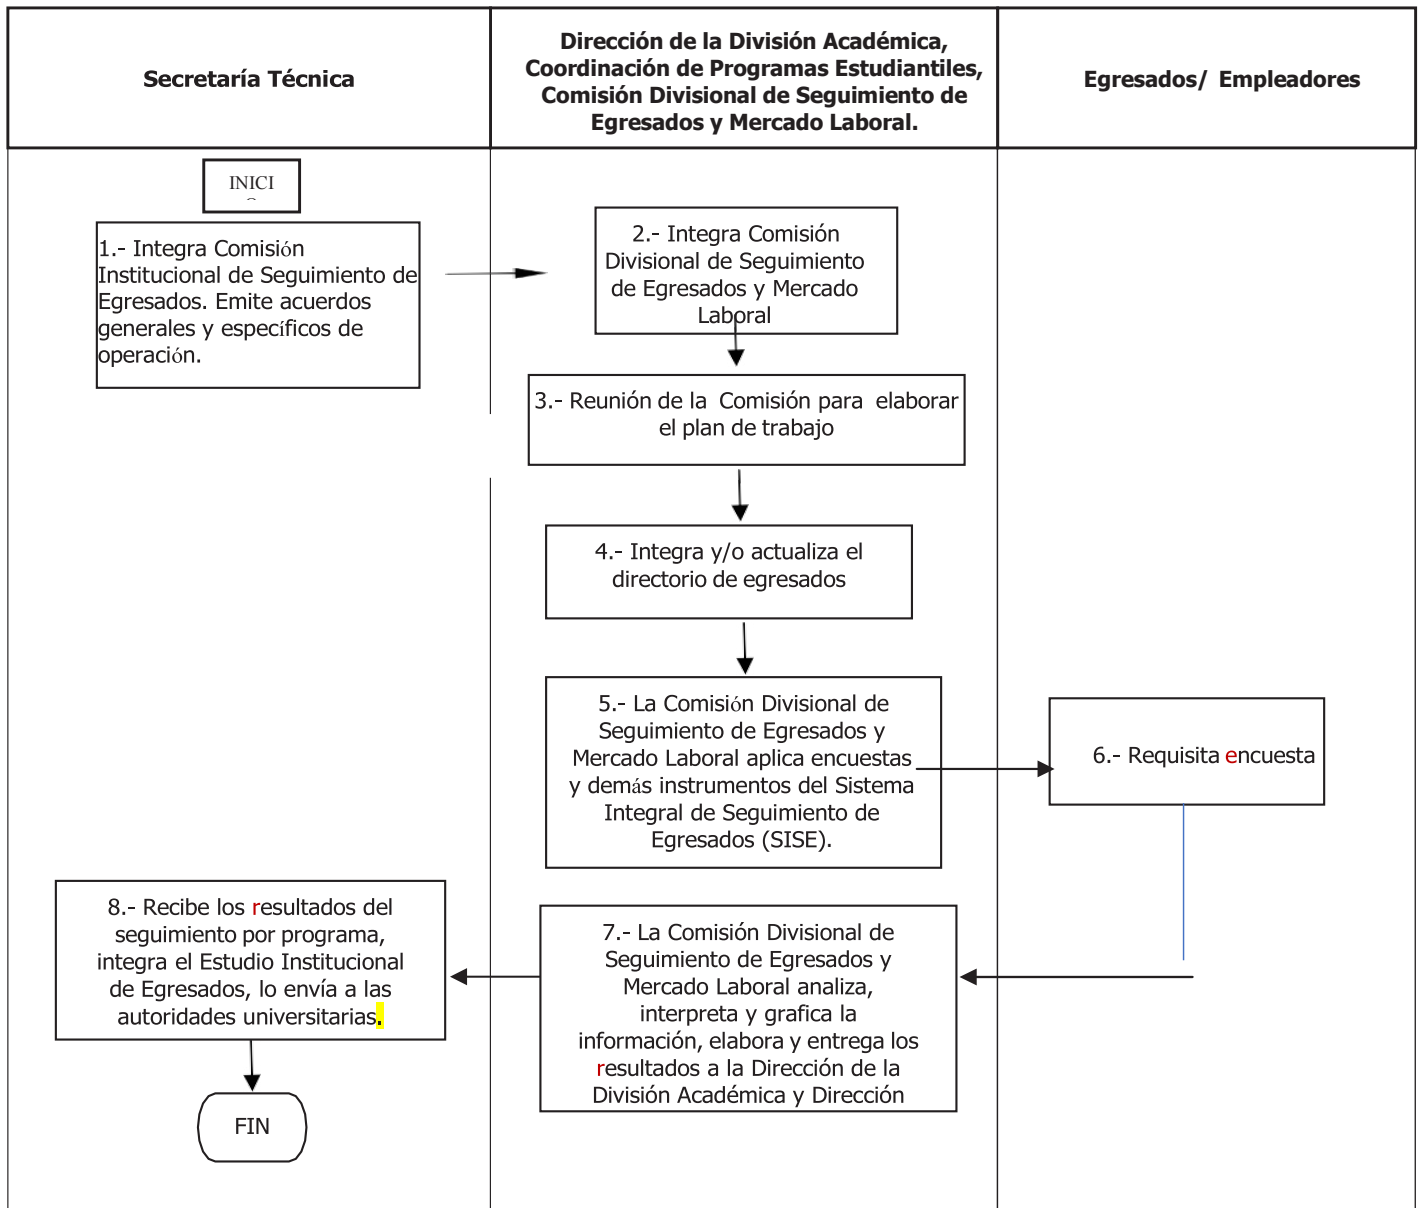 Secretaría Técnica
Dirección de la División Académica,
Coordinación de Programas Estudiantiles,
Comisión Divisional de Seguimiento de
Egresados y Mercado Laboral.
Egresados/ Empleadores
INICI
1.- Integra Comisión
Institucional de Seguimiento de
Egresados. Emite acuerdos
generales y específicos de
operación.
2.- Integra Comisión
Divisional de Seguimiento
de Egresados y Mercado
Laboral
3.- Reunión de la Comisión para elaborar
el plan de trabajo
4.- Integra y/o actualiza el
directorio de egresados
5.- La Comisión Divisional de
Seguimiento de Egresados y
Mercado Laboral aplica encuestas
y demás instrumentos del Sistema
Integral de Seguimiento de
Egresados (SISE).
6.- Requisita encuesta
7.- La Comisión Divisional de
Seguimiento de Egresados y
Mercado Laboral analiza,
interpreta y grafica la
información, elabora y entrega los
resultados a la Dirección de la
División Académica y Dirección
8.- Recibe los resultados del
seguimiento por programa,
integra el Estudio Institucional
de Egresados, lo envía a las
autoridades universitarias.
FIN